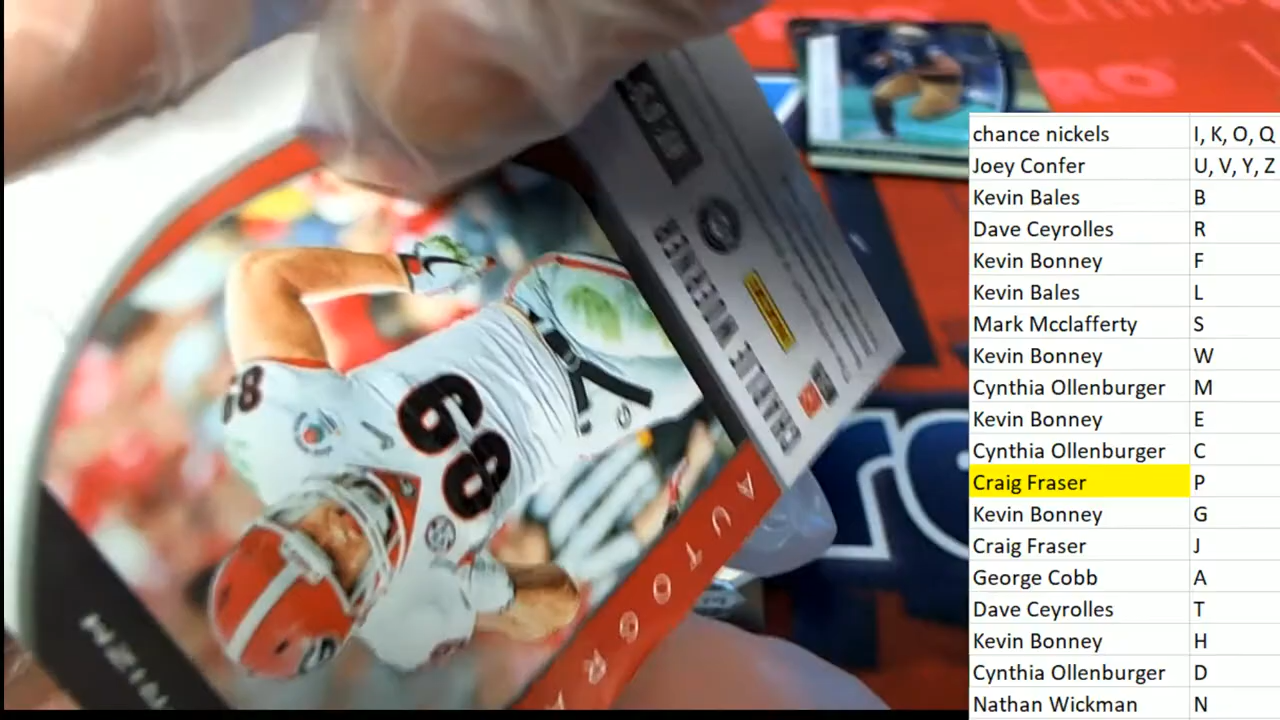 chance nickels I, K, O, Q
Joey Confer U, V, Y, Z
Kevin Bales B
Dave Ceyrolles R
Kevin Bonney F
Kevin Bales L
Mark Mcclafferty S
Kevin Bonney W
Cynthia Ollenburger M
Kevin Bonney E
Cynthia Ollenburger C
Craig Fraser P
Kevin Bonney G
Craig Fraser J
George Cobb A
Dave Ceyrolles T
Kevin Bonney H
Cynthia Ollenburger D
Nathan Wickman N
68
AUTOGRA
RO